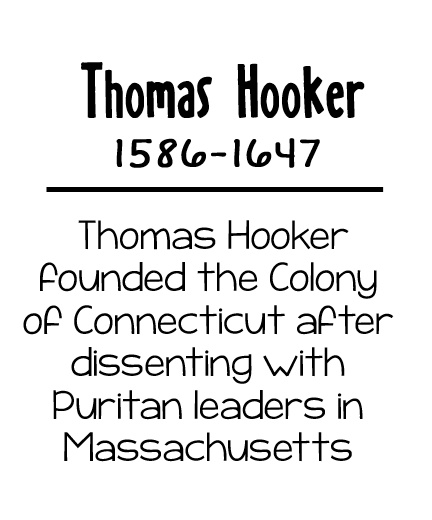 Thomas Hooker
1586-1647
Thomas Hooker
founded the Colony
of Connecticut after
dissenting with
Puritan leaders in
Massachusetts